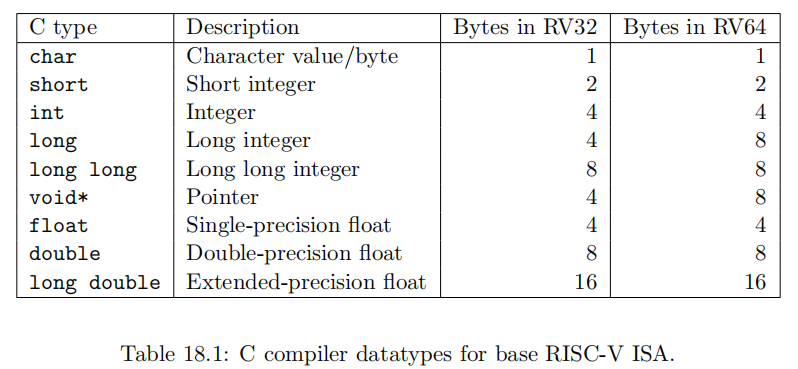 C type Description Bytes in RV32 Bytes in RV64
char Character value/byte 1 1
short Short integer 2 2
int Integer 4 4
long Long integer 4 8
long long Long long integer 8 8
void* Pointer 4 8
float Single-precision float 4 4
double Double-precision float 8 8
long double Extended-precision float 16 16
Table 18.1: C compiler datatypes for base RISC-V ISA.